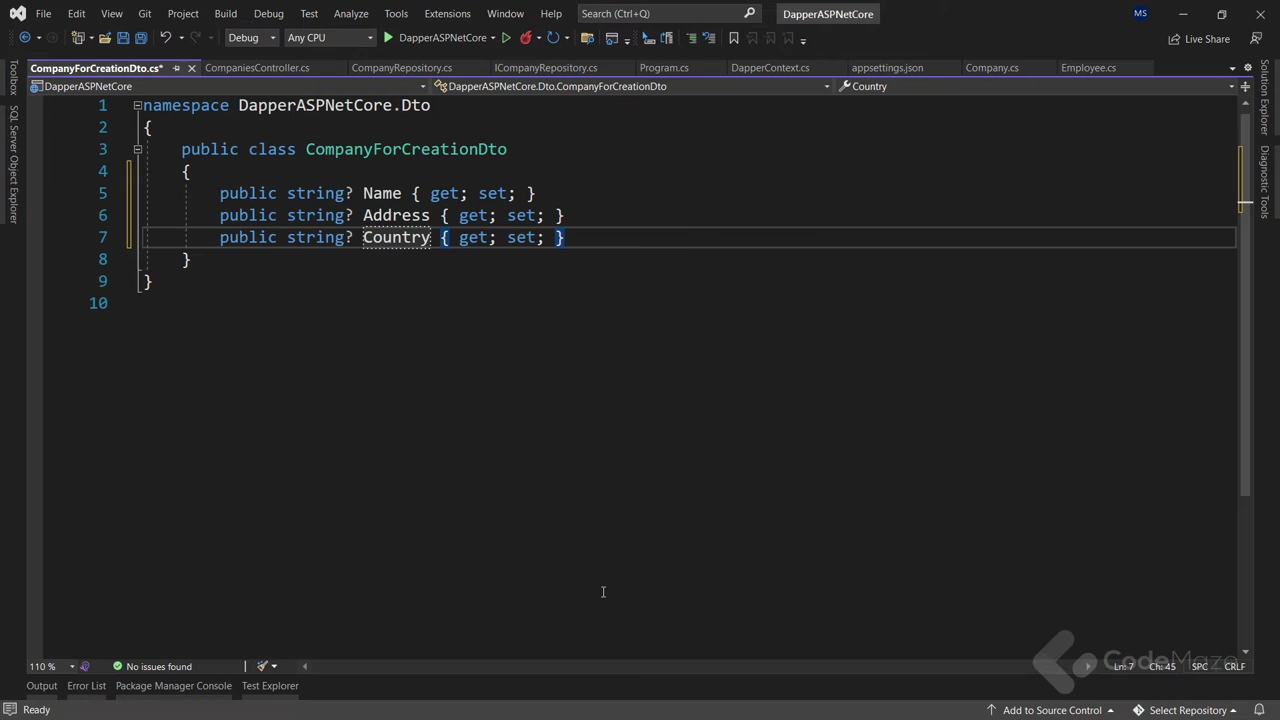 File Edit View Git Project Build Debug Test Analyze Tools Extensions Window Help Search (Ctrl+Q) DapperASPNetCore MS
Debug Any CPU DapperASPNetCore Live Share
CompanyForCreationDto.cs* CompaniesController.cs CompanyRepository.cs ICompanyRepository.cs Program.cs DapperContext.cs appsettings.json Company.cs Employee.cs
DapperASPNetCore DapperASPNetCore.Dto.CompanyForCreationDto Country
Toolbox
SQL Server Object Explorer
Solution Explorer
Diagnostic Tools
1 namespace DapperASPNetCore.Dto
2 {
3 public class CompanyForCreationDto
4 {
5 public string? Name { get; set; }
6 public string? Address { get; set; }
7 public string? Country { get; set; }
8 }
9 }
10
CodeMaze
110 % No issues found Ln: 7 Ch: 45 SPC CRLF
Output Error List Package Manager Console Test Explorer
Ready Add to Source Control Select Repository